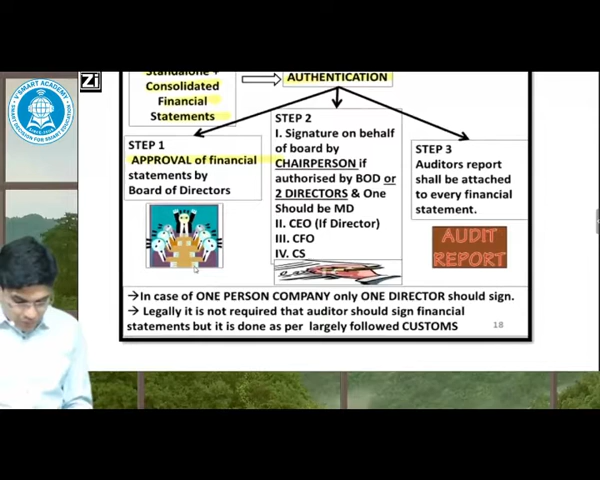 V'SMART ACADEMY
Zi
Standalone +
Consolidated
Financial
Statements
AUTHENTICATION
STEP 1
APPROVAL of financial
statements by
Board of Directors
STEP 2
I. Signature on behalf
of board by
CHAIRPERSON if
authorised by BOD or
2 DIRECTORS & One
Should be MD
II. CEO (If Director)
III. CFO
IV. CS
STEP 3
Auditors report
shall be attached
to every financial
statement.
AUDIT
REPORT
→In case of ONE PERSON COMPANY only ONE DIRECTOR should sign.
→ Legally it is not required that auditor should sign financial
statements but it is done as per largely followed CUSTOMS
18